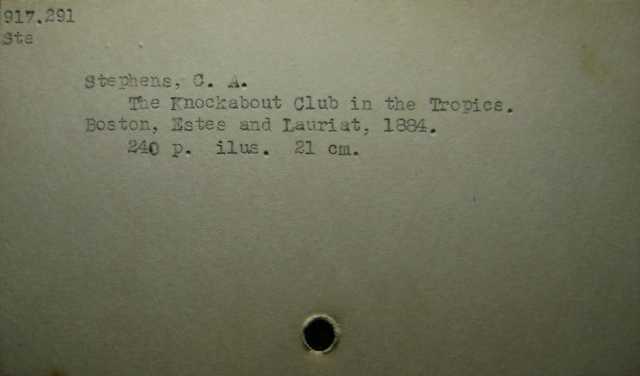 917.291
Ste
Stephens, C. A.
The Knockabout Club in the Tropics.
Boston, Estes and Lauriat, 1884.
240 p. ilus. 21 cm.